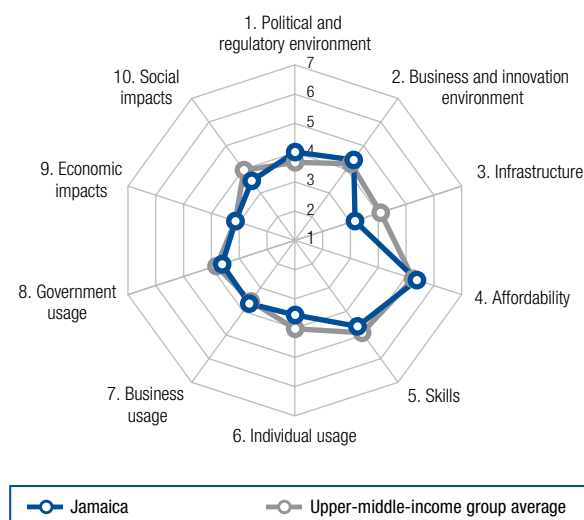 1. Political and
regulatory environment
2. Business and innovation
environment
3. Infrastructure
4. Affordability
5. Skills
6. Individual usage
7. Business
usage
8. Government
usage
9. Economic
impacts
10. Social
impacts
7
6
5
4
3
2
1
Jamaica
Upper-middle-income group average